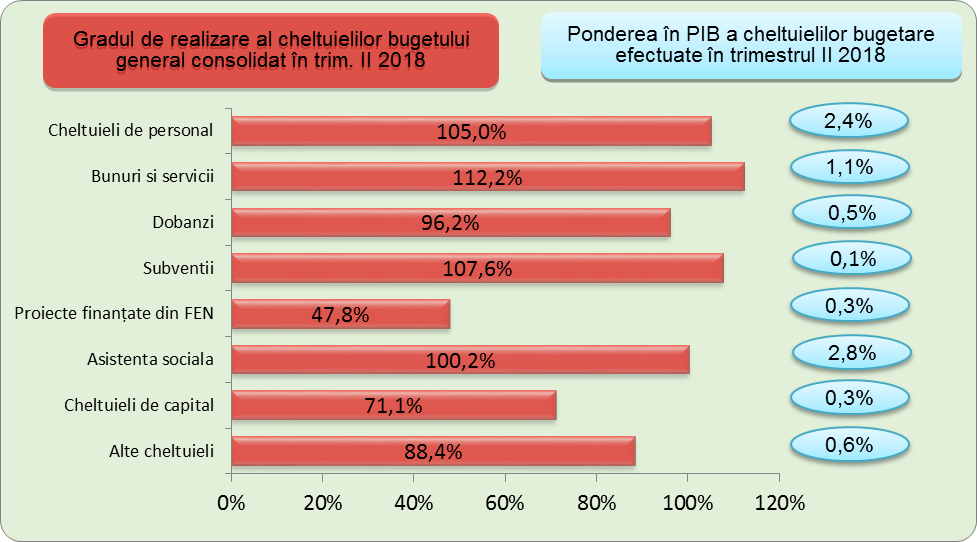 Gradul de realizare al cheltuielilor bugetului
general consolidat în trim. II 2018
Ponderea în PIB a cheltuielilor bugetare
efectuate în trimestrul II 2018
Cheltuieli de personal 105,0% 2,4%
Bunuri si servicii 112,2% 1,1%
Dobanzi 96,2% 0,5%
Subventii 107,6% 0,1%
Proiecte finanțate din FEN 47,8% 0,3%
Asistenta sociala 100,2% 2,8%
Cheltuieli de capital 71,1% 0,3%
Alte cheltuieli 88,4% 0,6%
0% 20% 40% 60% 80% 100% 120%